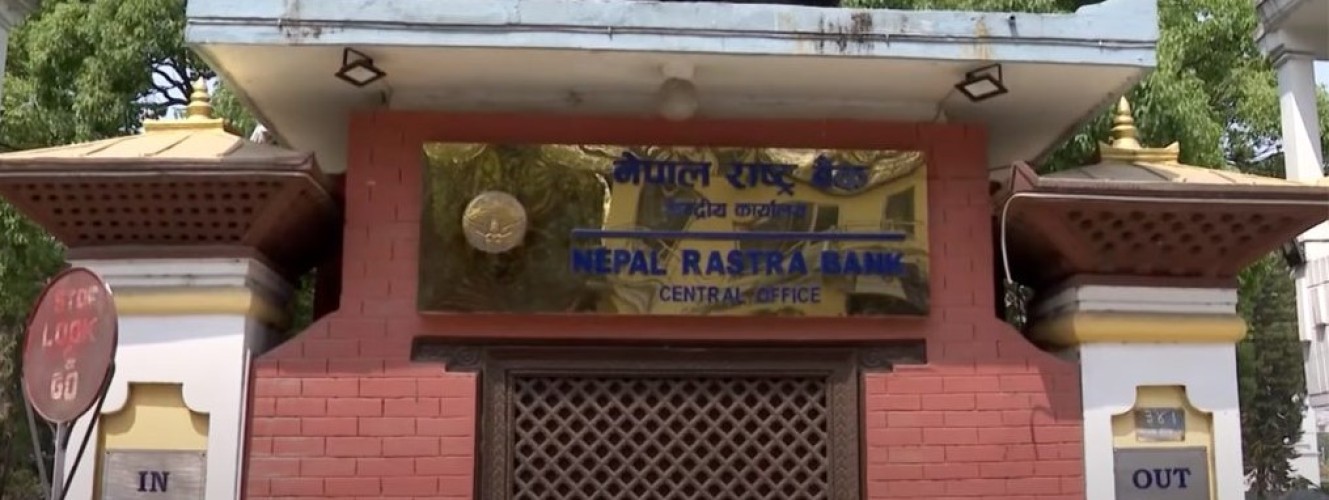 नेपाल राष्ट्र बैंक
केन्द्रीय कार्यालय
NEPAL RASTRA BANK
CENTRAL OFFICE
STOP
LOOK
&
GO
IN
OUT